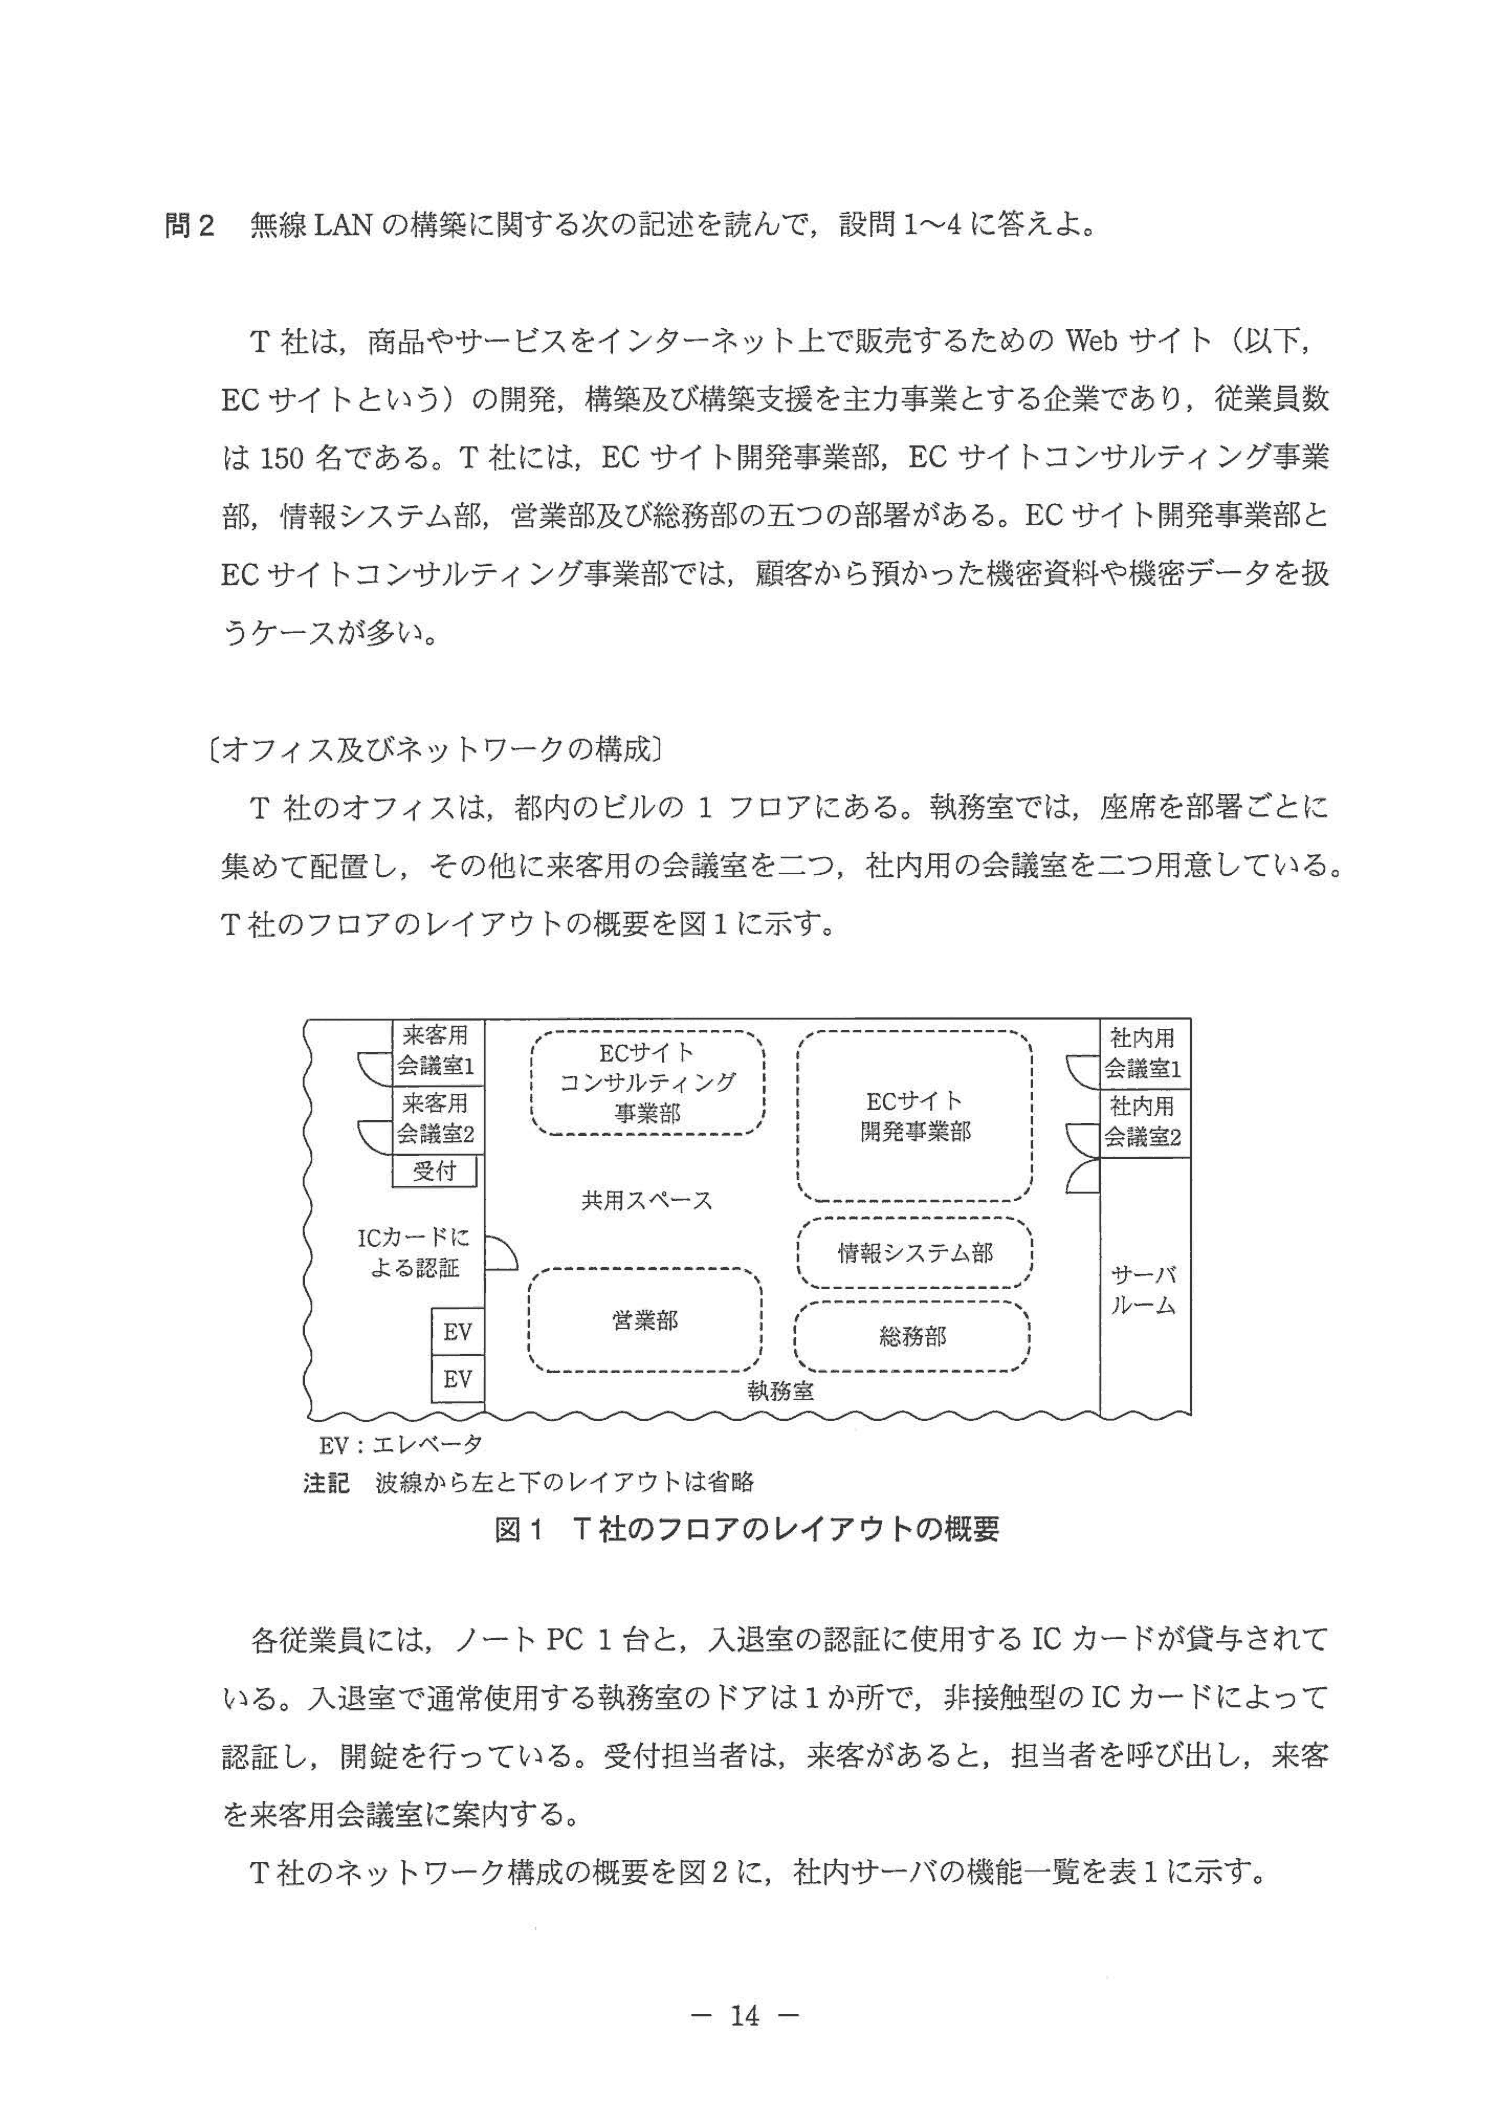 問2　無線 LAN の構築に関する次の記述を読んで，設問 1～4 に答えよ。
T 社は，商品やサービスをインターネット上で販売するための Web サイト（以下，
EC サイトという）の開発，構築及び構築支援を主力事業とする企業であり，従業員数
は 150 名である。T 社には，EC サイト開発事業部，EC サイトコンサルティング事業
部，情報システム部，営業部及び総務部の五つの部署がある。EC サイト開発事業部と
EC サイトコンサルティング事業部では，顧客から預かった機密資料や機密データを扱
うケースが多い。
〔オフィス及びネットワークの構成〕
T 社のオフィスは，都内のビルの 1 フロアにある。執務室では，座席を部署ごとに
集めて配置し，その他に来客用の会議室を二つ，社内用の会議室を二つ用意している。
T 社のフロアのレイアウトの概要を図 1 に示す。
来客用
会議室1
来客用
会議室2
受付
ICカードに
よる認証
EV
EV
ECサイト
コンサルティング
事業部
共用スペース
営業部
ECサイト
開発事業部
情報システム部
総務部
執務室
社内用
会議室1
社内用
会議室2
サーバ
ルーム
EV：エレベータ
注記　波線から左と下のレイアウトは省略
図 1　T 社のフロアのレイアウトの概要
各従業員には，ノート PC 1 台と，入退室の認証に使用する IC カードが貸与されて
いる。入退室で通常使用する執務室のドアは 1 か所で，非接触型の IC カードによって
認証し，開錠を行っている。受付担当者は，来客があると，担当者を呼び出し，来客
を来客用会議室に案内する。
T 社のネットワーク構成の概要を図 2 に，社内サーバの機能一覧を表 1 に示す。
－ 14 －